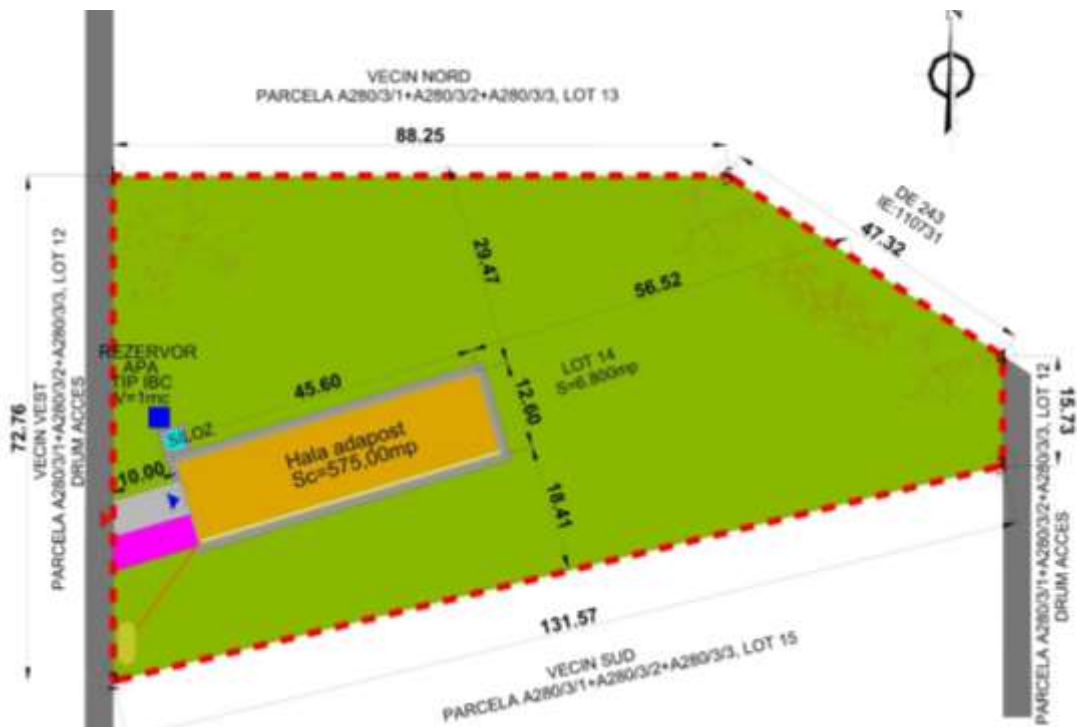 VECIN NORD
PARCELA A280/3/1+A280/3/2+A280/3/3, LOT 13
88.25
DE 243
IE:110731
47.32
29.47
56.52
72.76
VECIN VEST
PARCELA A280/3/1+A280/3/2+A280/3/3, LOT 12
DRUM ACCES
REZERVOR
APA
TIP IBC
V=1mc
SILOZ
45.60
LOT 14
S=6.800mp
12.60
Hala adapost
Sc=575,00mp
10.00
18.41
15.73
PARCELA A280/3/1+A280/3/2+A280/3/3, LOT 12
DRUM ACCES
131.57
VECIN SUD
PARCELA A280/3/1+A280/3/2+A280/3/3, LOT 15